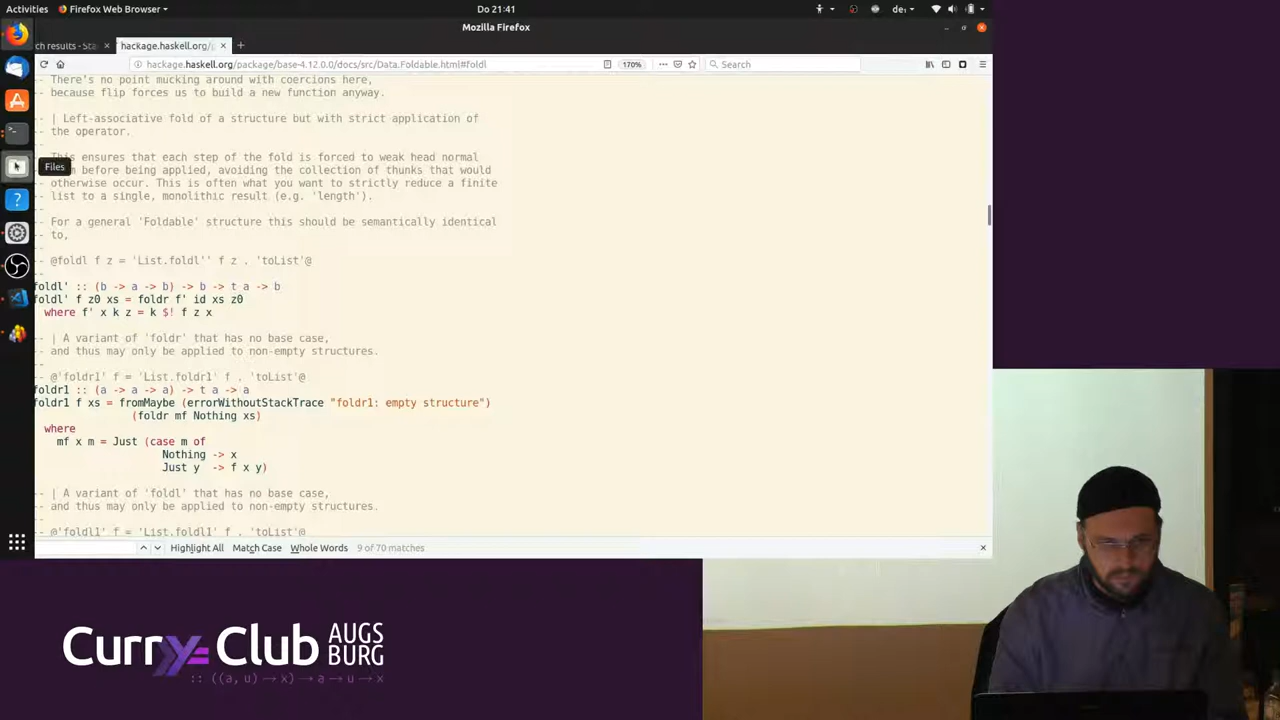 Activities
Firefox Web Browser
Do 21:41
de
Mozilla Firefox
ch results - Sta
hackage.haskell.org/p
hackage.haskell.org/package/base-4.12.0.0/docs/src/Data.Foldable.html#Foldl
170%
Search
-- There's no point mucking around with coercions here,
-- because flip forces us to build a new function anyway.
--
-- | Left-associative fold of a structure but with strict application of
-- the operator.
--
-- This ensures that each step of the fold is forced to weak head normal
Files
before being applied, avoiding the collection of thunks that would
-- otherwise occur. This is often what you want to strictly reduce a finite
-- list to a single, monolithic result (e.g. 'length').
--
-- For a general 'Foldable' structure this should be semantically identical
-- to,
--
-- @foldl f z = 'List.foldl'' f z . 'toList'@
--
foldl' :: (b -> a -> b) -> b -> t a -> b
foldl' f z0 xs = foldr f' id xs z0
where f' x k z = k $! f z x
-- | A variant of 'foldr' that has no base case,
-- and thus may only be applied to non-empty structures.
--
-- @'foldr1' f = 'List.foldr1' f . 'toList'@
foldr1 :: (a -> a -> a) -> t a -> a
foldr1 f xs = fromMaybe (errorWithoutStackTrace "foldr1: empty structure")
(foldr mf Nothing xs)
where
mf x m = Just (case m of
Nothing -> x
Just y -> f x y)
-- | A variant of 'foldl' that has no base case,
-- and thus may only be applied to non-empty structures.
--
-- @'foldl1' f = 'List.foldl1' f . 'toList'@
Highlight All
Match Case
Whole Words
9 of 70 matches
Curry Club AUGS
BURG
:: ((a, u) → x) → a → u → x